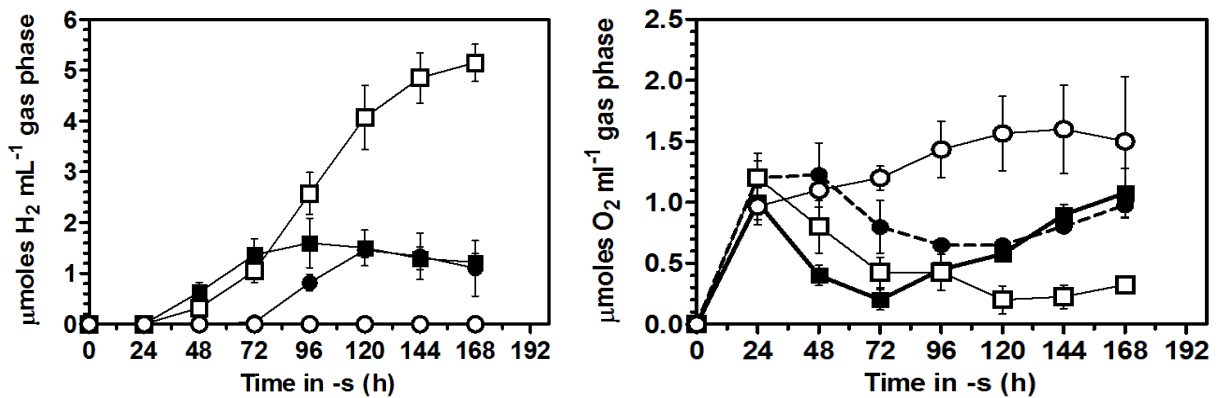 μmoles H₂ mL⁻¹ gas phase
6
5
4
3
2
1
0
0 24 48 72 96 120 144 168 192
Time in -s (h)
μmoles O₂ ml⁻¹ gas phase
2.5
2.0
1.5
1.0
0.5
0.0
0 24 48 72 96 120 144 168 192
Time in -s (h)